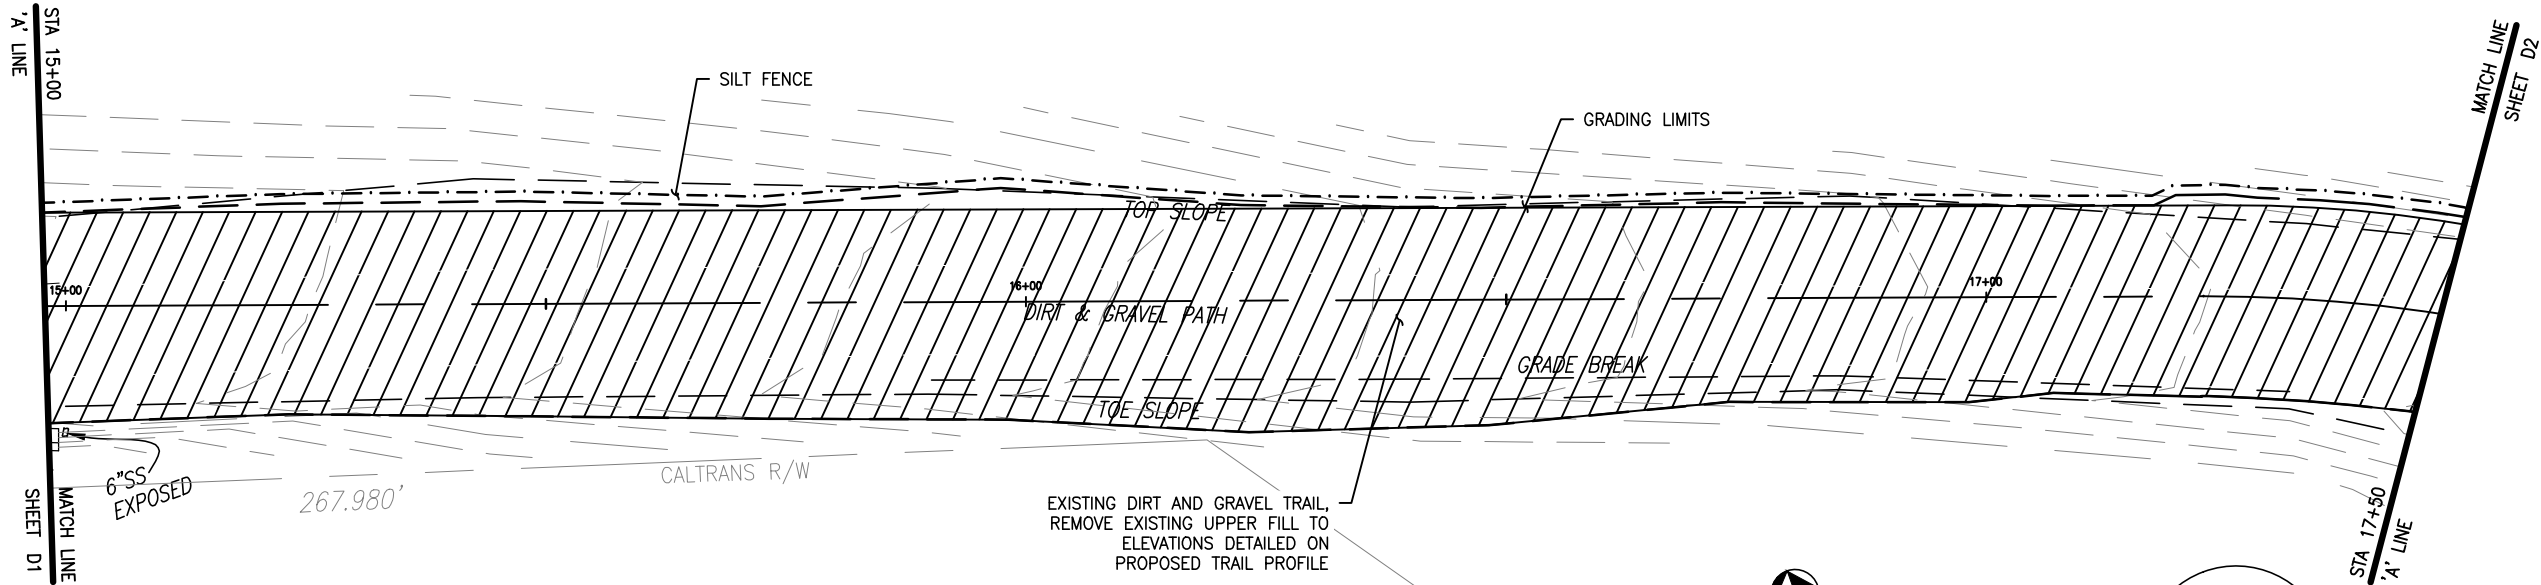 STA 15+00
'A' LINE
SILT FENCE
GRADING LIMITS
MATCH LINE
SHEET D2
TOP SLOPE
15+00
16+00
17+00
DIRT & GRAVEL PATH
GRADE BREAK
TOE SLOPE
6"SS
EXPOSED
CALTRANS R/W
267.980'
MATCH LINE
SHEET D1
EXISTING DIRT AND GRAVEL TRAIL,
REMOVE EXISTING UPPER FILL TO
ELEVATIONS DETAILED ON
PROPOSED TRAIL PROFILE
STA 17+50
'A' LINE